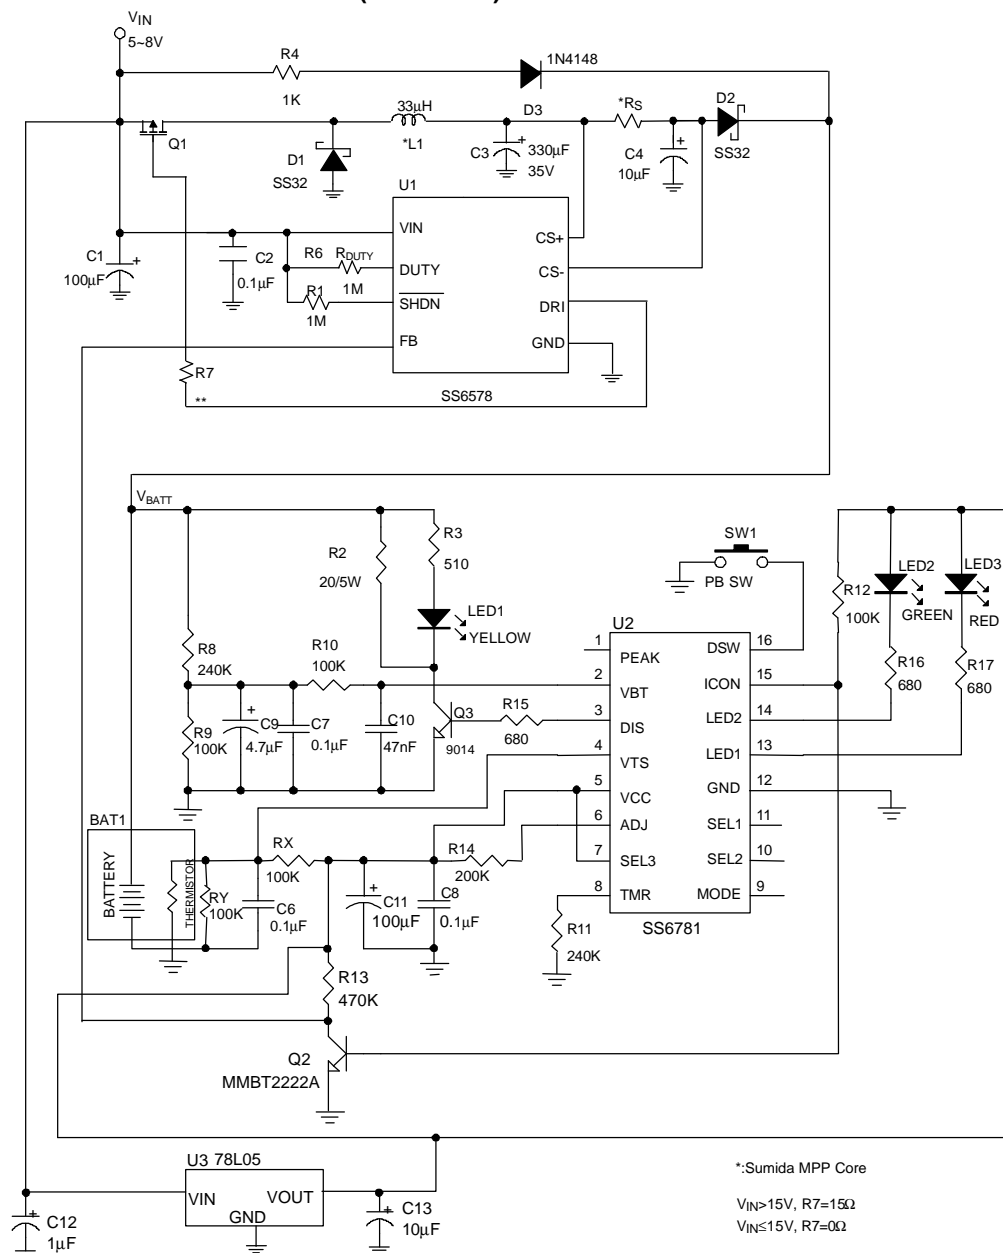 VIN
5~8V
R4
1K
1N4148
Q1
D1
SS32
33µH
*L1
D3
C3
330µF
35V
*RS
C4
10µF
D2
SS32
U1
VIN
DUTY
SHDN
FB
CS+
CS-
DRI
GND
SS6578
C1
100µF
C2
0.1µF
R6
RDUTY
1M
R1
1M
R7
**
VBATT
R2
20/5W
R3
510
LED1
YELLOW
R8
240K
R10
100K
R9
100K
C9
4.7µF
C7
0.1µF
C10
47nF
Q3
9014
R15
680
SW1
PB SW
U2
1
PEAK
2
VBT
3
DIS
4
VTS
5
VCC
6
ADJ
7
SEL3
8
TMR
DSW
16
ICON
15
LED2
14
LED1
13
GND
12
SEL1
11
SEL2
10
MODE
9
SS6781
R12
100K
LED2
GREEN
LED3
RED
R16
680
R17
680
BAT1
BATTERY
THERMISTOR
RY
100K
RX
100K
C6
0.1µF
C11
100µF
C8
0.1µF
R14
200K
R11
240K
R13
470K
Q2
MMBT2222A
U3 78L05
VIN
VOUT
GND
C12
1µF
C13
10µF
*:Sumida MPP Core
VIN>15V, R7=15Ω
VIN≤15V, R7=0Ω